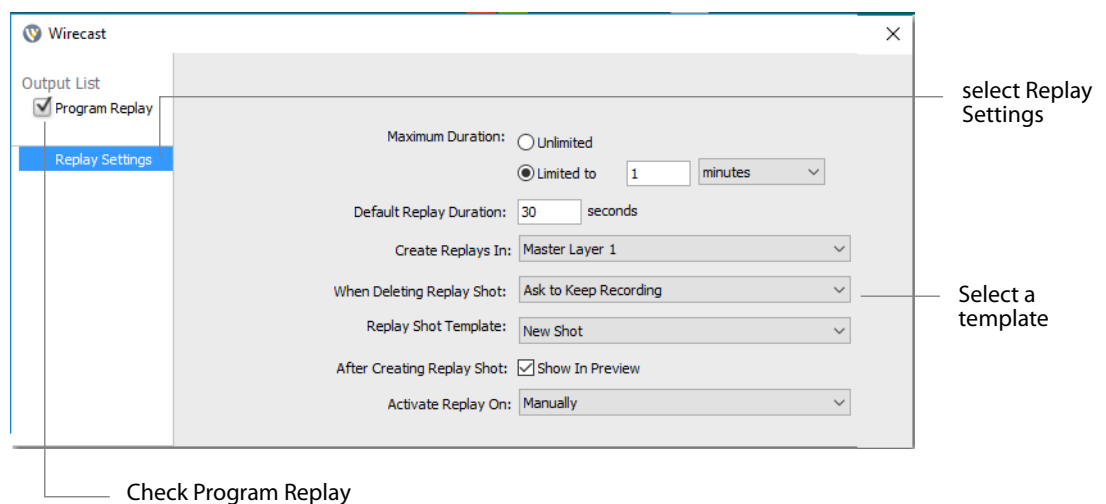 Wirecast
Output List
Program Replay
Replay Settings
select Replay
Settings
Maximum Duration: Unlimited
Limited to 1 minutes
Default Replay Duration: 30 seconds
Create Replays In: Master Layer 1
When Deleting Replay Shot: Ask to Keep Recording
Select a
template
Replay Shot Template: New Shot
After Creating Replay Shot: Show In Preview
Activate Replay On: Manually
Check Program Replay